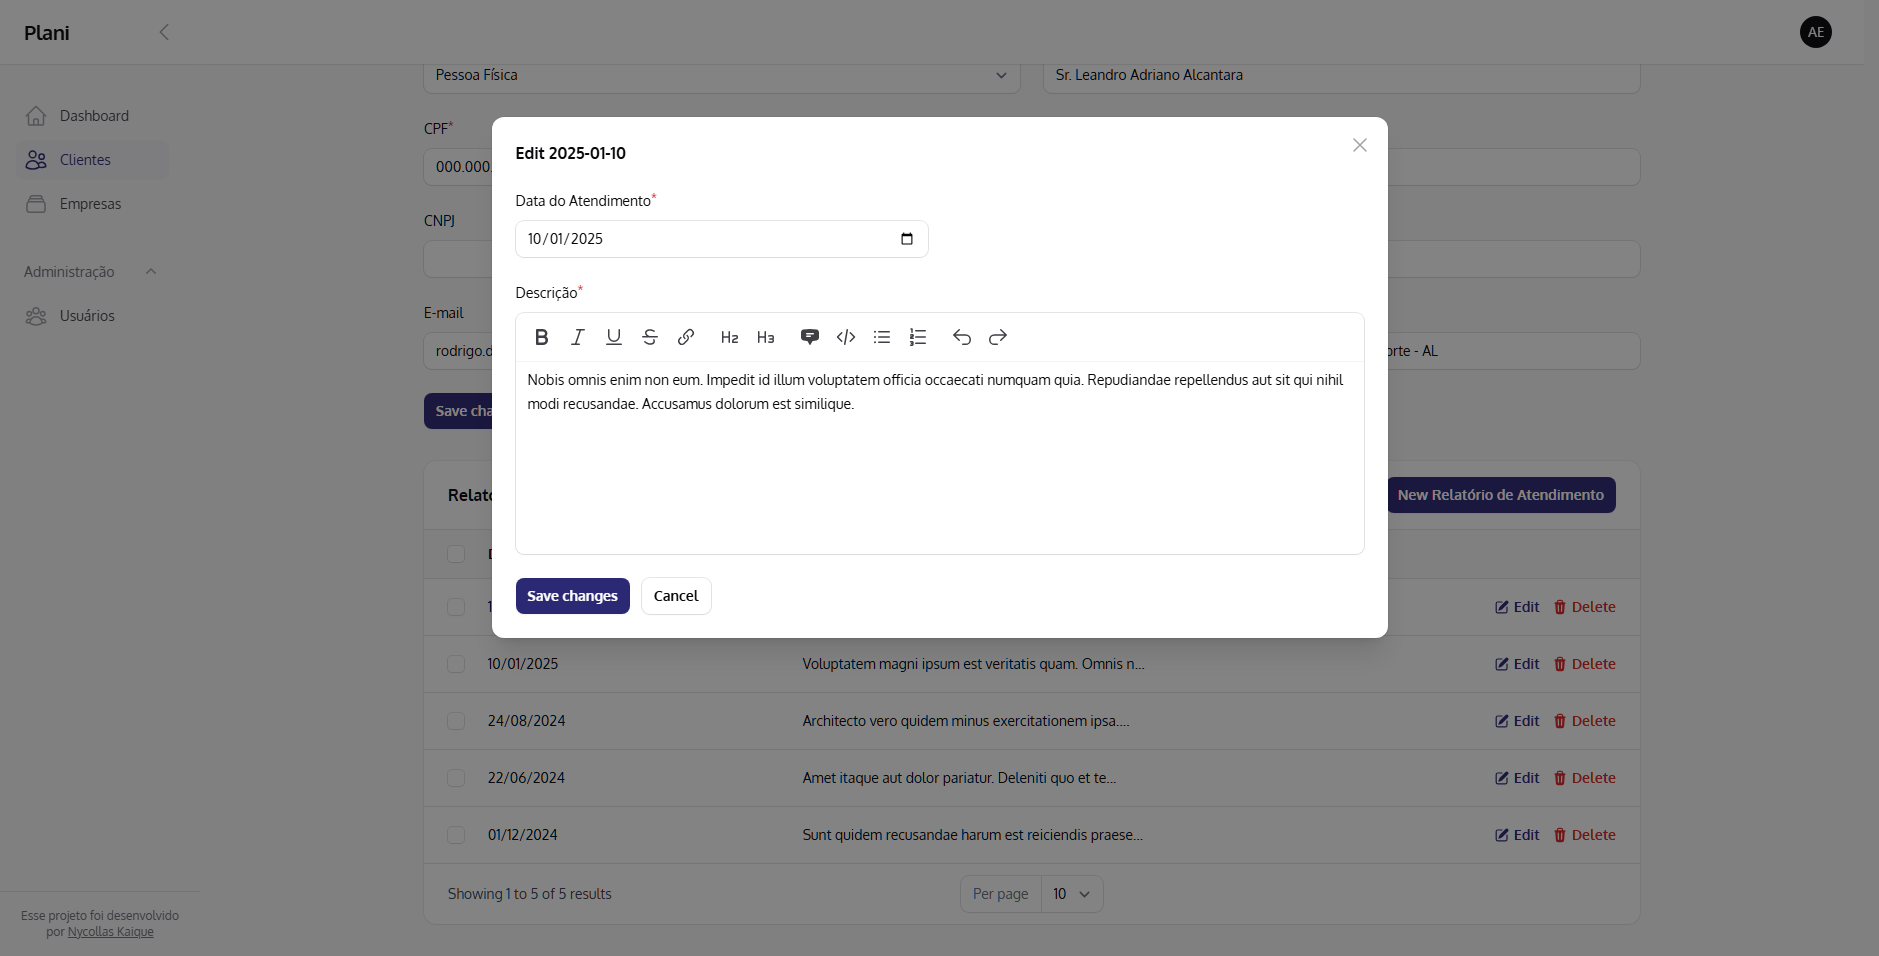 Plani
AE
Dashboard
Clientes
Empresas
Administração
Usuários
Esse projeto foi desenvolvido
por Nycollas Kaique
Pessoa Física
Sr. Leandro Adriano Alcantara
CPF*
000.000.
CNPJ
E-mail
rodrigo.d
orte - AL
Save cha
Edit 2025-01-10
Data do Atendimento*
10/01/2025
Descrição*
B I U S H2 H3
Nobis omnis enim non eum. Impedit id illum voluptatem officia occaecati numquam quia. Repudiandae repellendus aut sit qui nihil
modi recusandae. Accusamus dolorum est similique.
Save changes Cancel
Relató
New Relatório de Atendimento
Edit Delete
10/01/2025 Voluptatem magni ipsum est veritatis quam. Omnis n... Edit Delete
24/08/2024 Architecto vero quidem minus exercitationem ipsa.... Edit Delete
22/06/2024 Amet itaque aut dolor pariatur. Deleniti quo et te... Edit Delete
01/12/2024 Sunt quidem recusandae harum est reiciendis praese... Edit Delete
Showing 1 to 5 of 5 results
Per page 10